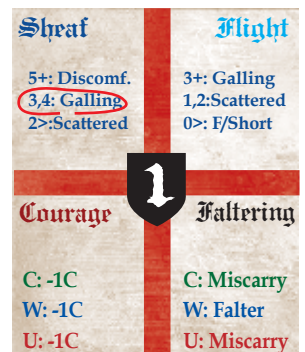 Sheaf
5+: Discomf.
3,4: Galling
2>:Scattered
Flight
3+: Galling
1,2:Scattered
0>: F/Short
1
Courage
C: -1C
W: -1C
U: -1C
Faltering
C: Miscarry
W: Falter
U: Miscarry